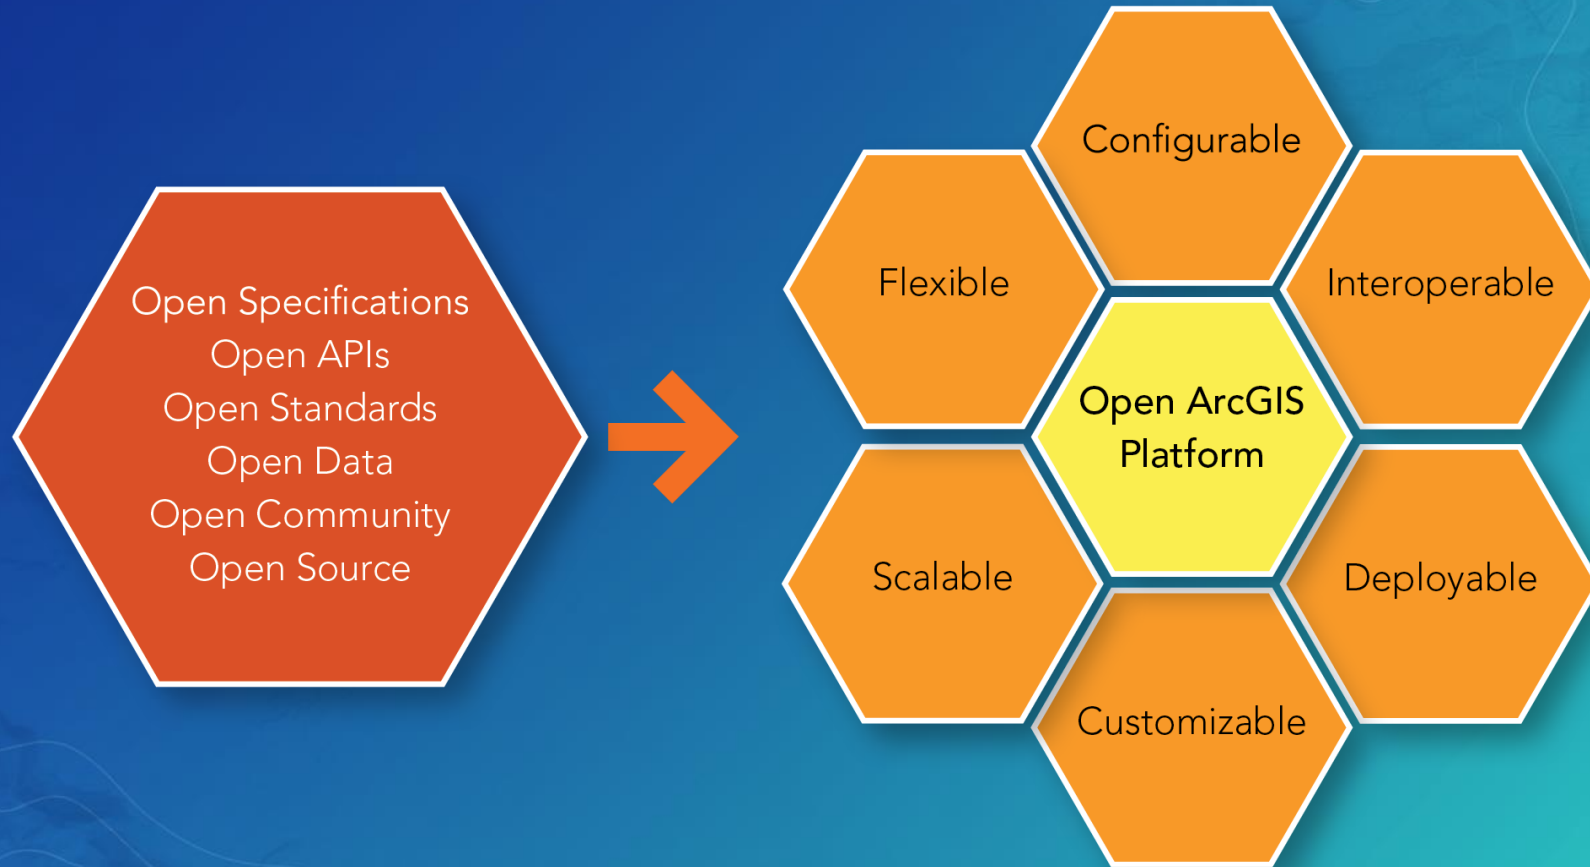 Open Specifications
Open APIs
Open Standards
Open Data
Open Community
Open Source
Configurable
Flexible
Interoperable
Open ArcGIS
Platform
Scalable
Deployable
Customizable